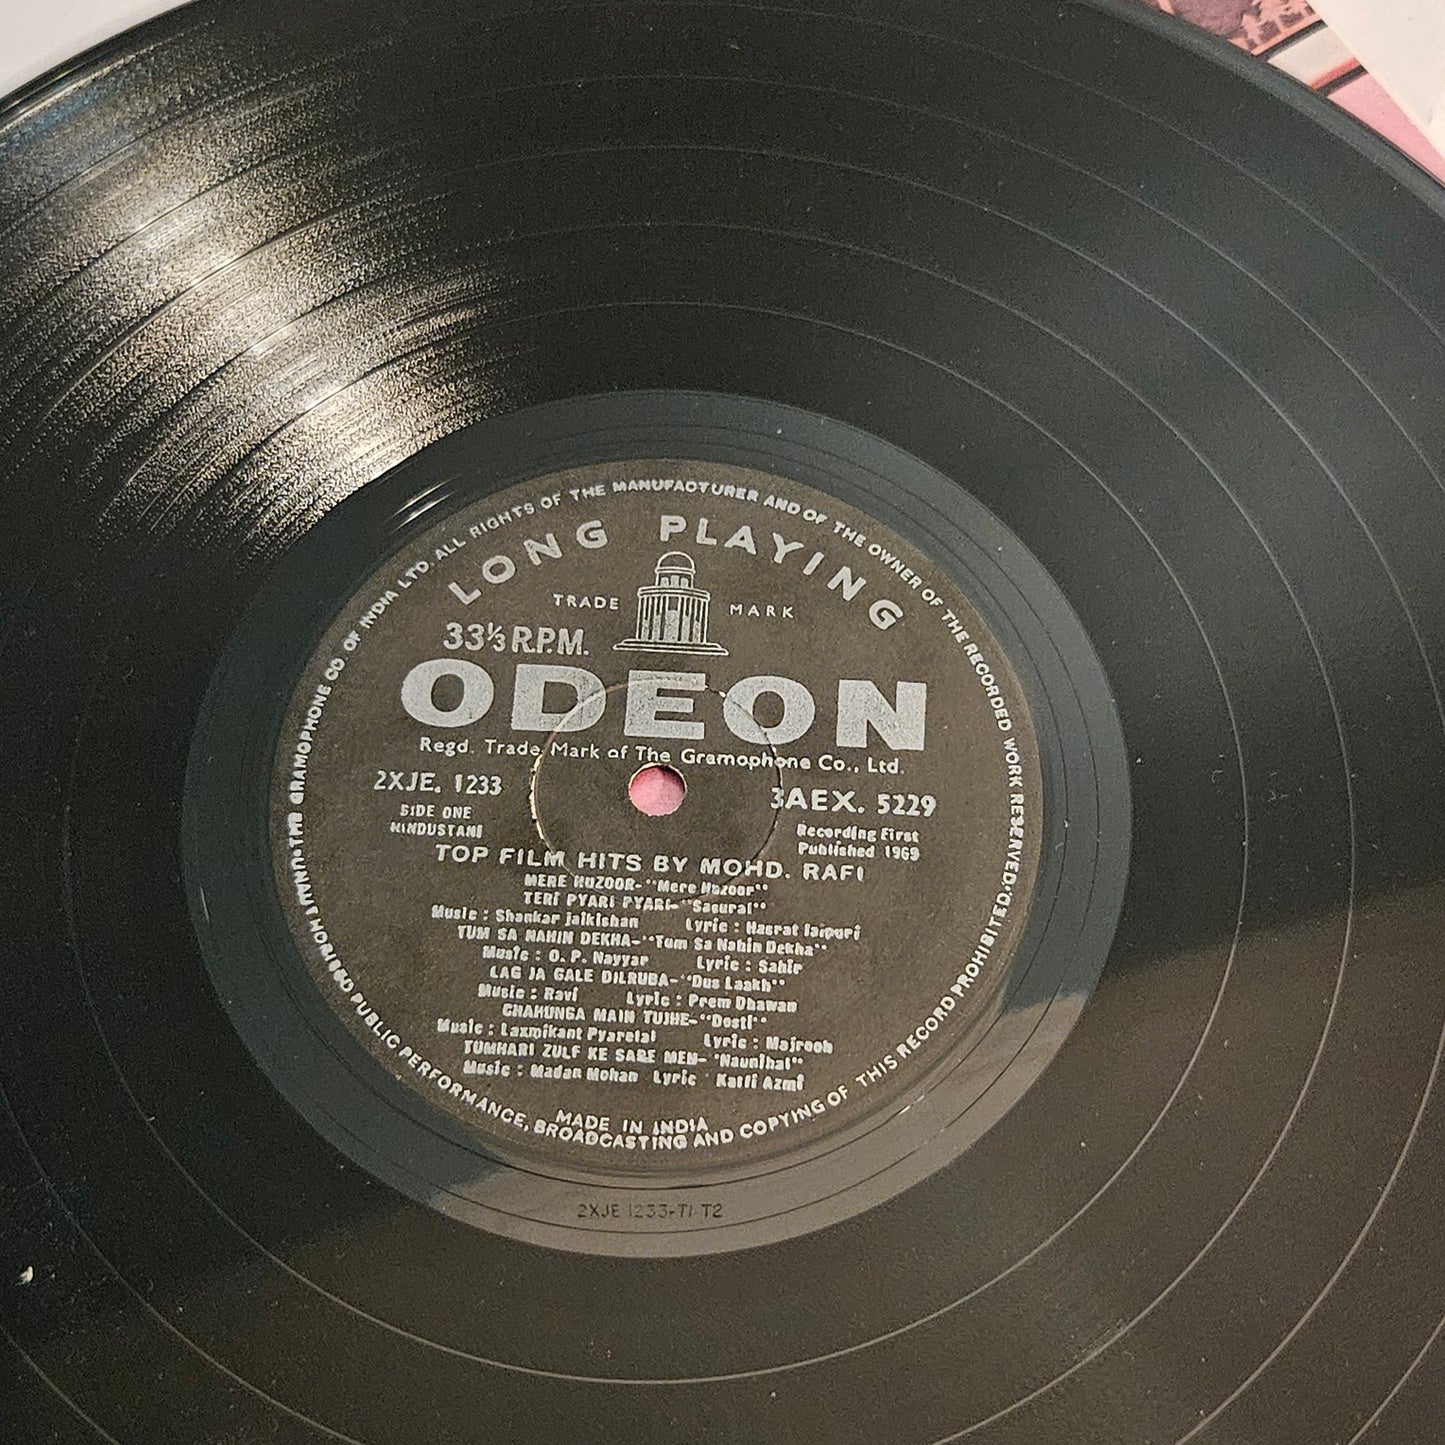 THE GRAMOPHONE CO OF INDIA LTD. ALL RIGHTS OF THE MANUFACTURER AND OF THE OWNER OF THE RECORDED WORK RESERVED.
UNAUTHORISED PUBLIC PERFORMANCE, BROADCASTING AND COPYING OF THIS RECORD PROHIBITED.
LONG PLAYING
TRADE MARK
33⅓ R.P.M.
ODEON
Regd. Trade Mark of The Gramophone Co., Ltd.
2XJE. 1233
3AEX. 5229
SIDE ONE
HINDUSTANI
Recording First
Published 1969
TOP FILM HITS BY MOHD. RAFI
MERE HUZOOR-"Mere Huzoor"
TERI PYARI PYARI-"Sasural"
Music : Shankar Jaikishan Lyric : Hasrat Jaipuri
TUM SA NAHIN DEKHA-"Tum Sa Nahin Dekha"
Music : O. P. Nayyar Lyric : Sahir
LAG JA GALE DILRUBA-"Dus Laakh"
Music : Ravi Lyric : Prem Dhawan
CHAHUNGA MAIN TUJHE-"Dosti"
Music : Laxmikant Pyarelal Lyric : Majrooh
TUMHARI ZULF KE SARE MEN-"Naunihal"
Music : Madan Mohan Lyric Kaifi Azmi
MADE IN INDIA
2XJE 1233-T1 T2